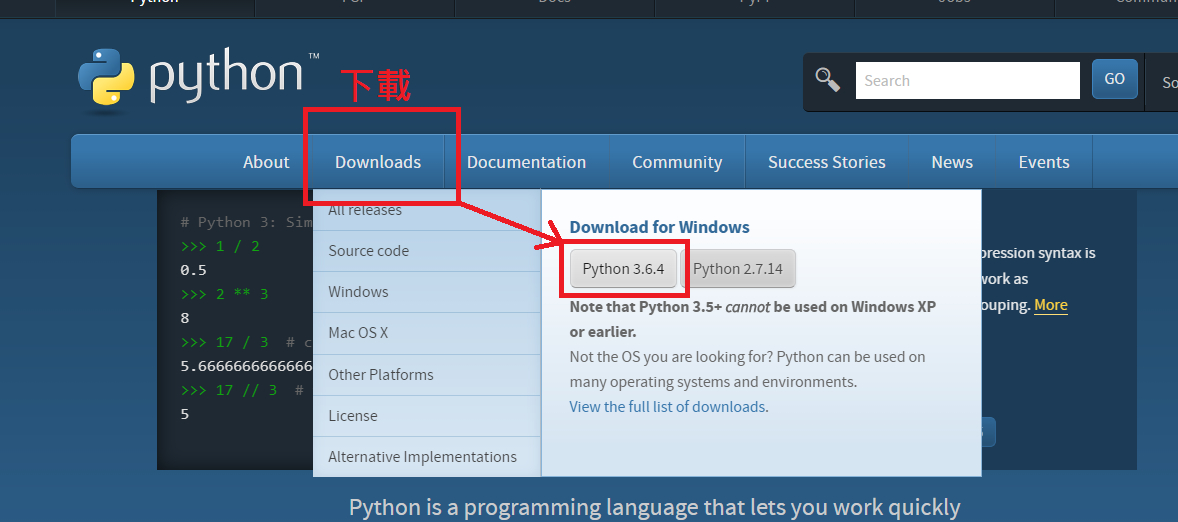 Python
Docs
PyPI
Jobs
python™
下載
Search
GO
About
Downloads
Documentation
Community
Success Stories
News
Events
All releases
Source code
Windows
Mac OS X
Other Platforms
License
Alternative Implementations
Download for Windows
Python 3.6.4
Python 2.7.14
Note that Python 3.5+ cannot be used on Windows XP
or earlier.
Not the OS you are looking for? Python can be used on
many operating systems and environments.
View the full list of downloads.
# Python 3: Sim
>>> 1 / 2
0.5
>>> 2 ** 3
8
>>> 17 / 3 # c
5.6666666666666
>>> 17 // 3 #
5
pression syntax is
work as
ouping. More
Python is a programming language that lets you work quickly